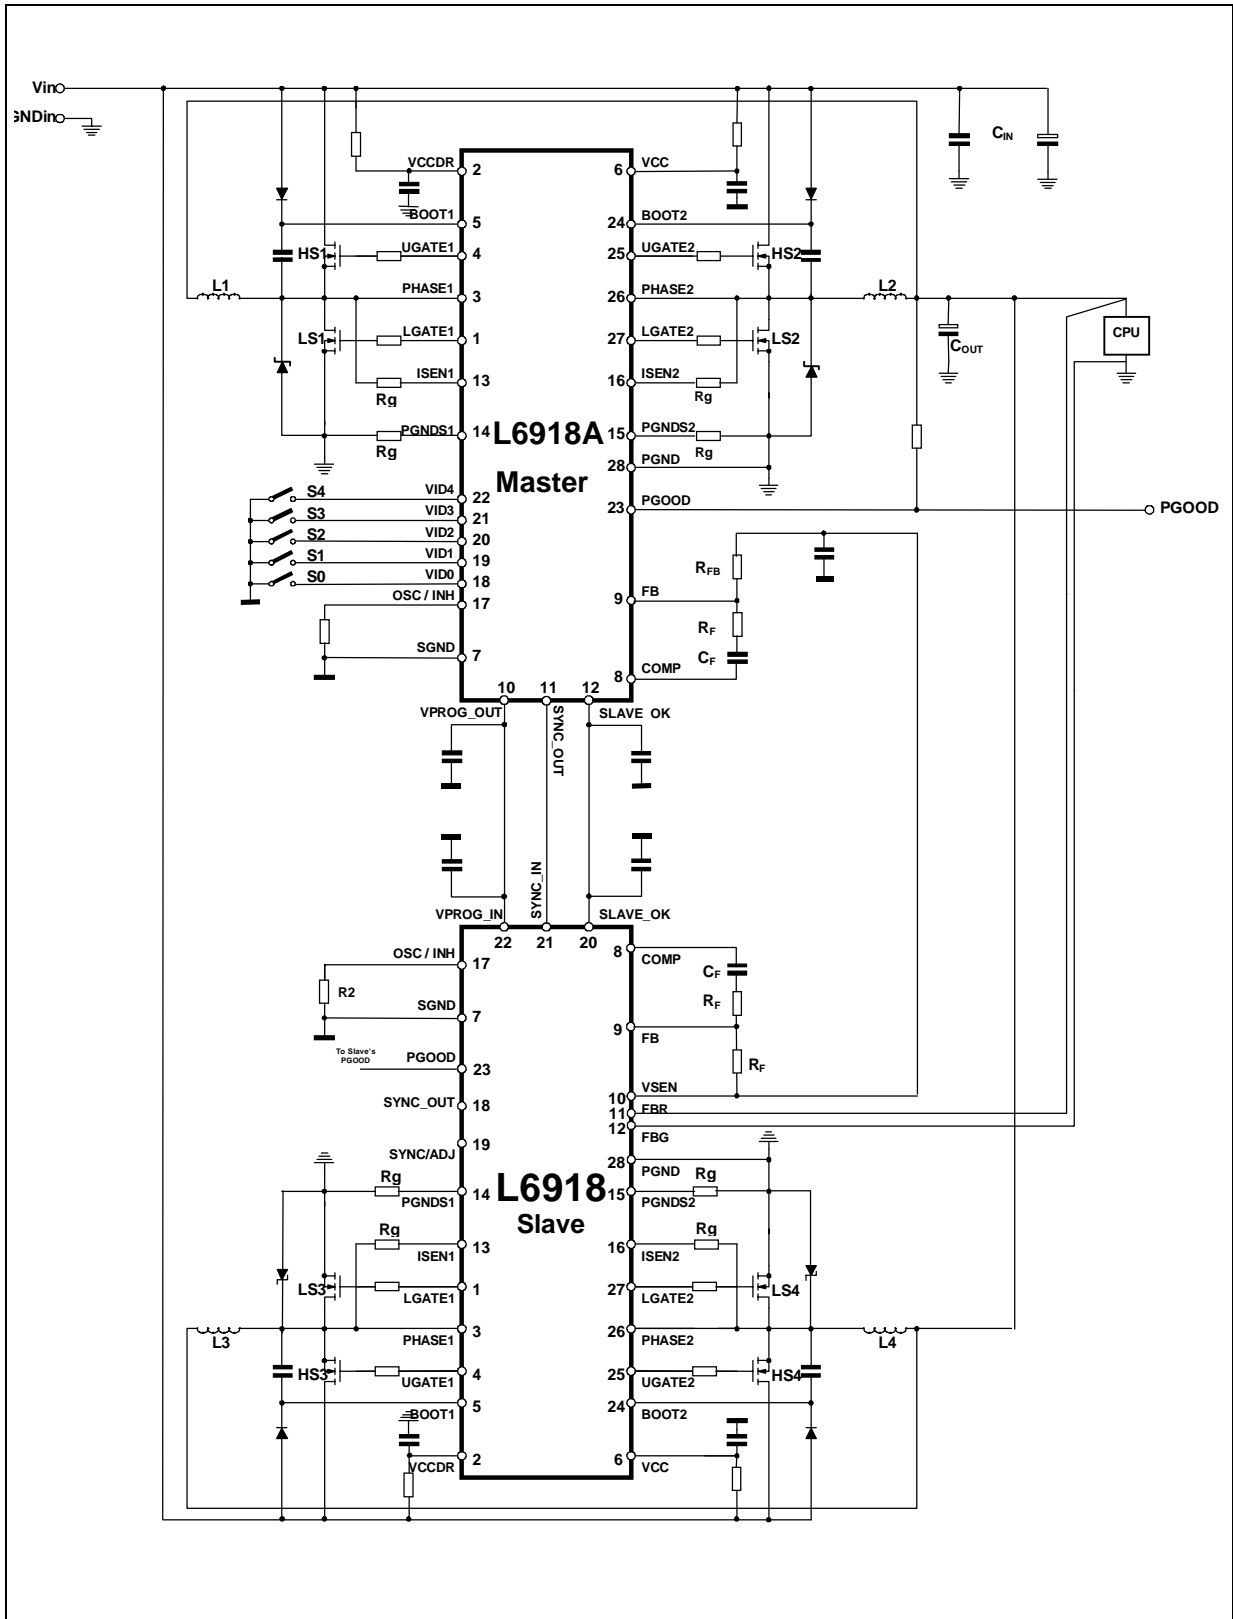 Vin
GNDin
CIN
VCCDR 2
6 VCC
BOOT1 5
24 BOOT2
HS1 UGATE1 4
25 UGATE2 HS2
L1 PHASE1 3
26 PHASE2 L2
LS1 LGATE1 1
27 LGATE2 LS2
COUT
CPU
ISEN1 13
16 ISEN2
Rg
Rg
PGNDS1 14
L6918A
15 PGNDS2
Rg
Rg
28 PGND
Master
S4 VID4 22
23 PGOOD
PGOOD
S3 VID3 21
S2 VID2 20
S1 VID1 19
S0 VID0 18
RFB
OSC / INH 17
9 FB
RF
SGND 7
CF
8 COMP
10 11 12
VPROG_OUT
SYNC_OUT
SLAVE_OK
SYNC_IN
VPROG_IN
SLAVE_OK
22 21 20
OSC / INH 17
8 COMP
CF
R2
RF
SGND 7
9 FB
To Slave's
PGOOD
PGOOD 23
RF
SYNC_OUT 18
10 VSEN
11 FBR
12 FBG
19
SYNC/ADJ
28 PGND
Rg
Rg
L6918
PGNDS1 14
15 PGNDS2
Slave
Rg
Rg
ISEN1 13
16 ISEN2
LS3 LGATE1 1
27 LGATE2 LS4
L3 PHASE1 3
26 PHASE2 L4
HS3 UGATE1 4
25 UGATE2 HS4
BOOT1 5
24 BOOT2
VCCDR 2
6 VCC